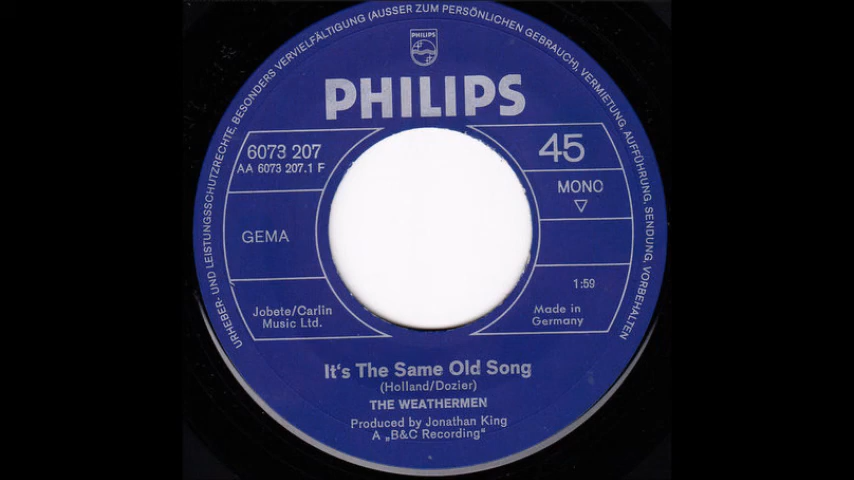 URHEBER- UND LEISTUNGSSCHUTZRECHTE, BESONDERS VERVIELFÄLTIGUNG (AUSSER ZUM PERSÖNLICHEN GEBRAUCH), VERMIETUNG, AUFFÜHRUNG, SENDUNG, VORBEHALTEN
PHILIPS
PHILIPS
6073 207
AA 6073 207.1 F
45
MONO
GEMA
1:59
Jobete/Carlin
Music Ltd.
Made in
Germany
It's The Same Old Song
(Holland/Dozier)
THE WEATHERMEN
Produced by Jonathan King
A „B&C Recording"